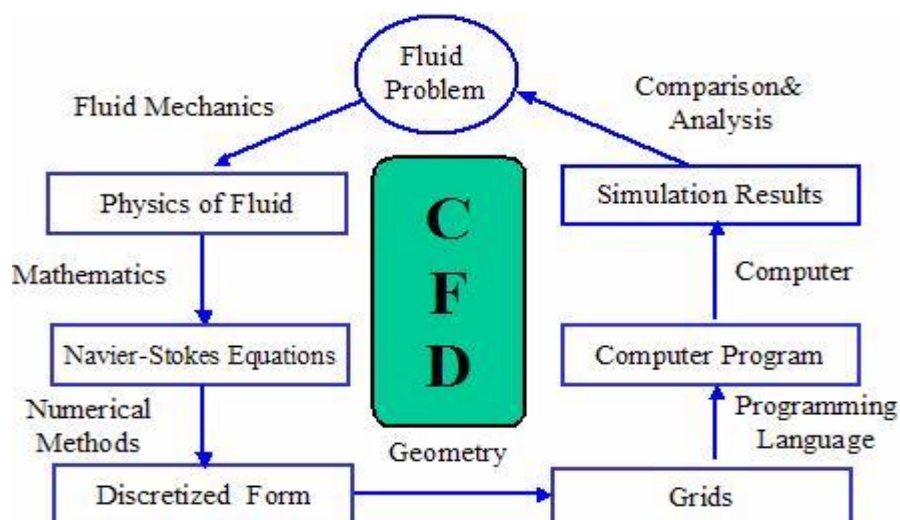 Fluid
Problem
Fluid Mechanics
Comparison&
Analysis
Physics of Fluid
C
F
D
Simulation Results
Mathematics
Computer
Navier-Stokes Equations
Computer Program
Numerical
Methods
Programming
Language
Geometry
Discretized Form
Grids